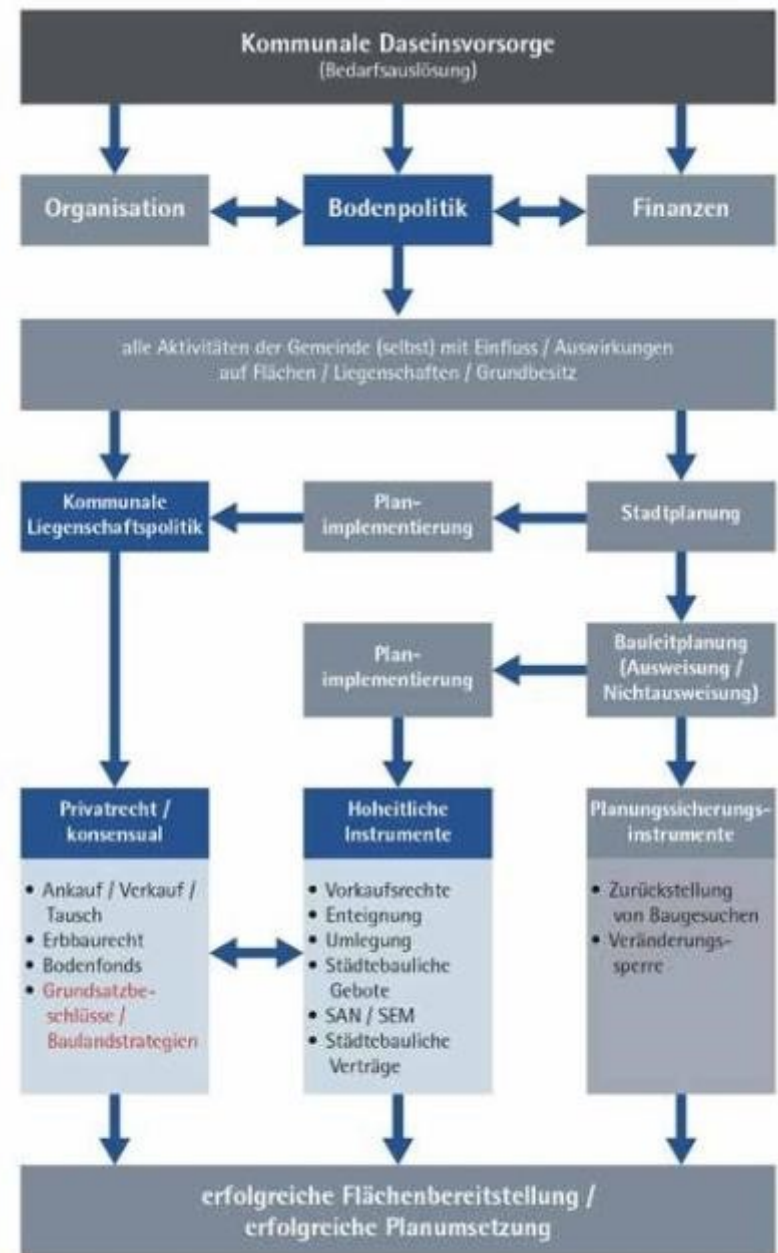 Kommunale Daseinsvorsorge
(Bedarfsauslösung)
Organisation
Bodenpolitik
Finanzen
alle Aktivitäten der Gemeinde (selbst) mit Einfluss / Auswirkungen
auf Flächen / Liegenschaften / Grundbesitz
Kommunale
Liegenschaftspolitik
Plan-
implementierung
Stadtplanung
Plan-
implementierung
Bauleitplanung
(Ausweisung /
Nichtausweisung)
Privatrecht /
konsensual
• Ankauf / Verkauf /
Tausch
• Erbbaurecht
• Bodenfonds
• Grundsatzbe-
schlüsse /
Baulandstrategien
Hoheitliche
Instrumente
• Vorkaufsrechte
• Enteignung
• Umlegung
• Städtebauliche
Gebote
• SAN / SEM
• Städtebauliche
Verträge
Planungssicherungs-
instrumente
• Zurückstellung
von Baugesuchen
• Veränderungs-
sperre
erfolgreiche Flächenbereitstellung /
erfolgreiche Planumsetzung